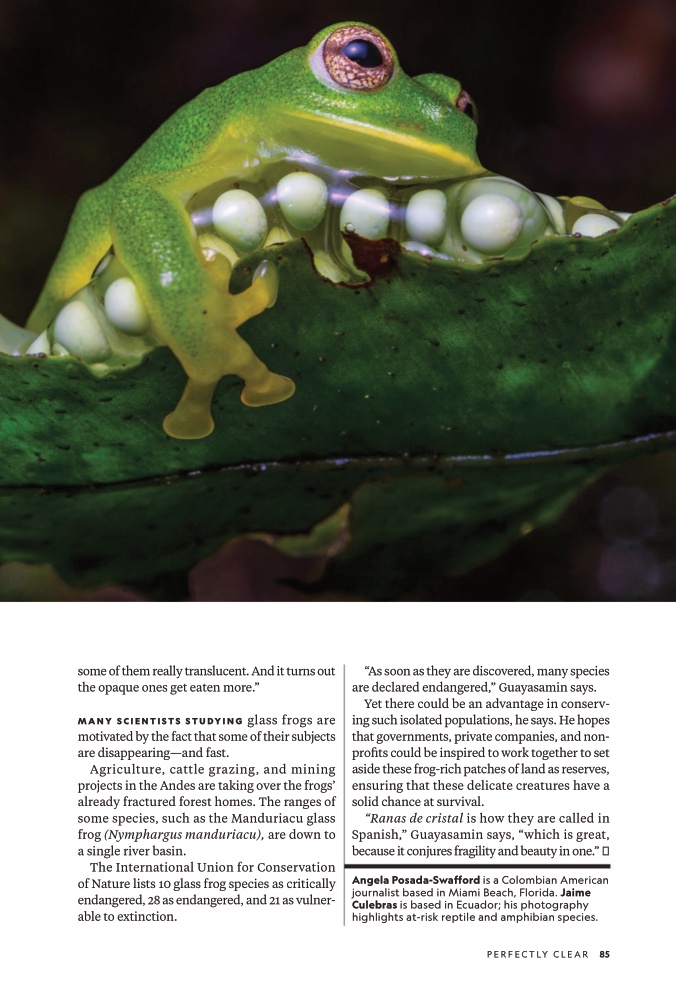 some of them really translucent. And it turns out
the opaque ones get eaten more.”
MANY SCIENTISTS STUDYING glass frogs are
motivated by the fact that some of their subjects
are disappearing—and fast.
Agriculture, cattle grazing, and mining
projects in the Andes are taking over the frogs’
already fractured forest homes. The ranges of
some species, such as the Manduriacu glass
frog (Nymphargus manduriacu), are down to
a single river basin.
The International Union for Conservation
of Nature lists 10 glass frog species as critically
endangered, 28 as endangered, and 21 as vulner-
able to extinction.
“As soon as they are discovered, many species
are declared endangered,” Guayasamin says.
Yet there could be an advantage in conserv-
ing such isolated populations, he says. He hopes
that governments, private companies, and non-
profits could be inspired to work together to set
aside these frog-rich patches of land as reserves,
ensuring that these delicate creatures have a
solid chance at survival.
“Ranas de cristal is how they are called in
Spanish,” Guayasamin says, “which is great,
because it conjures fragility and beauty in one.”
Angela Posada-Swafford is a Colombian American
journalist based in Miami Beach, Florida. Jaime
Culebras is based in Ecuador; his photography
highlights at-risk reptile and amphibian species.
PERFECTLY CLEAR 85